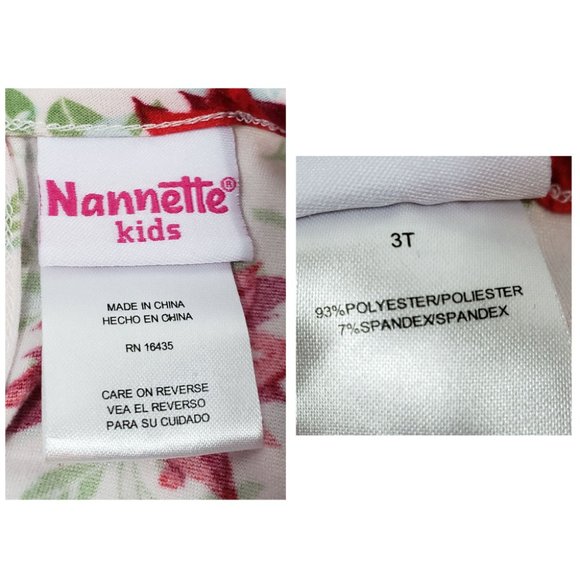 Nannette®
kids
MADE IN CHINA
HECHO EN CHINA
RN 16435
CARE ON REVERSE
VEA EL REVERSO
PARA SU CUIDADO
3T
93%POLYESTER/POLIESTER
7%SPANDEX/SPANDEX